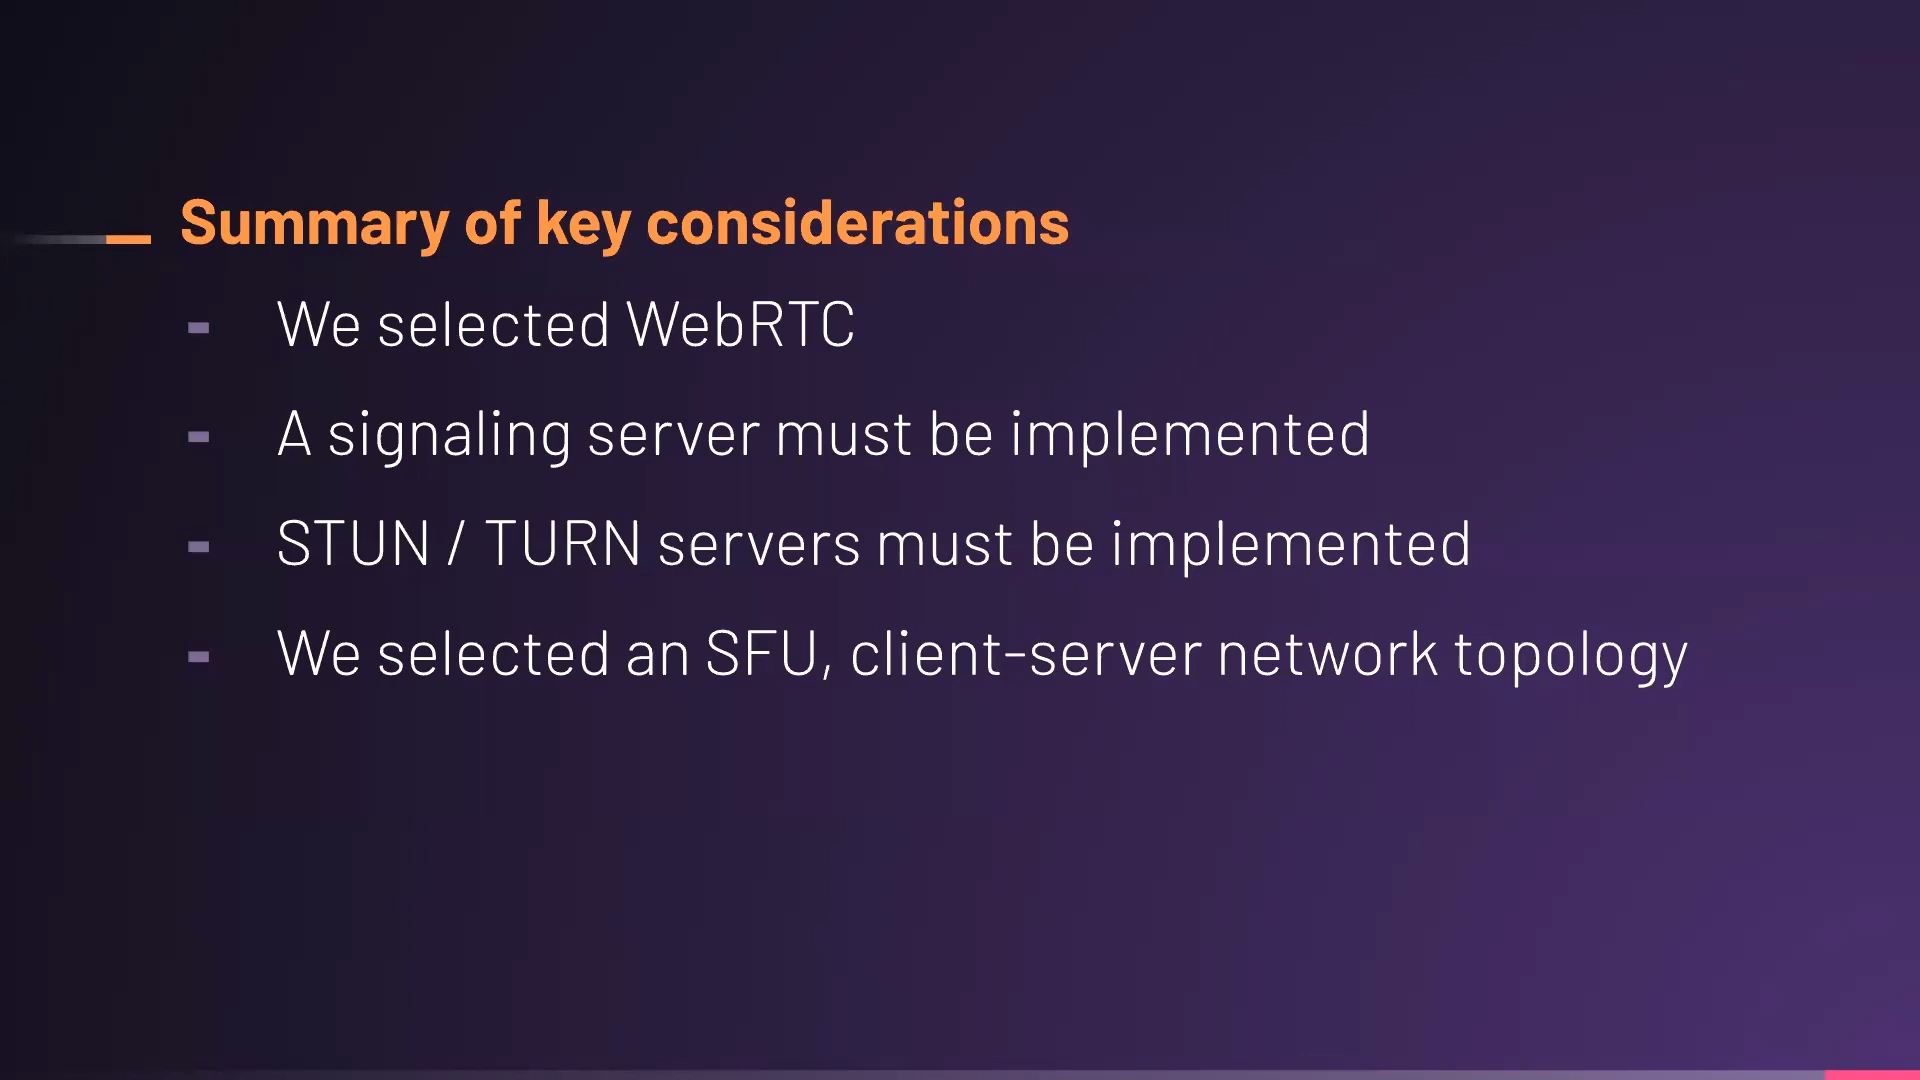 Summary of key considerations
- We selected WebRTC
- A signaling server must be implemented
- STUN / TURN servers must be implemented
- We selected an SFU, client-server network topology